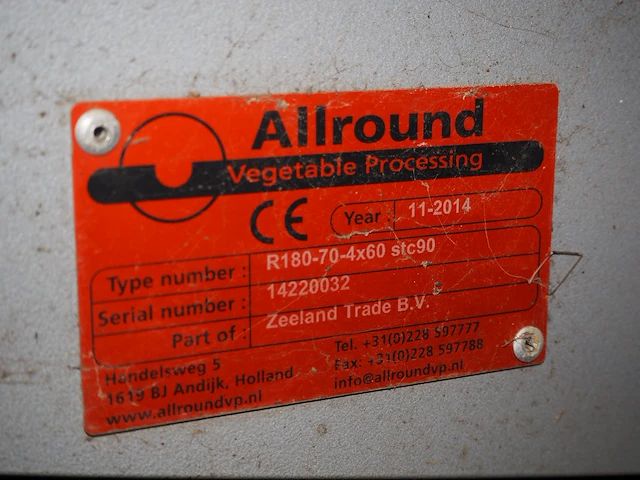 Allround
Vegetable Processing
CE Year : 11-2014
Type number : R180-70-4x60 stc90
Serial number : 14220032
Part of : Zeeland Trade B.V.
Handelsweg 5
1619 BJ Andijk, Holland
www.allroundvp.nl
Tel. +31(0)228 597777
Fax: +31(0)228 597788
info@allroundvp.nl